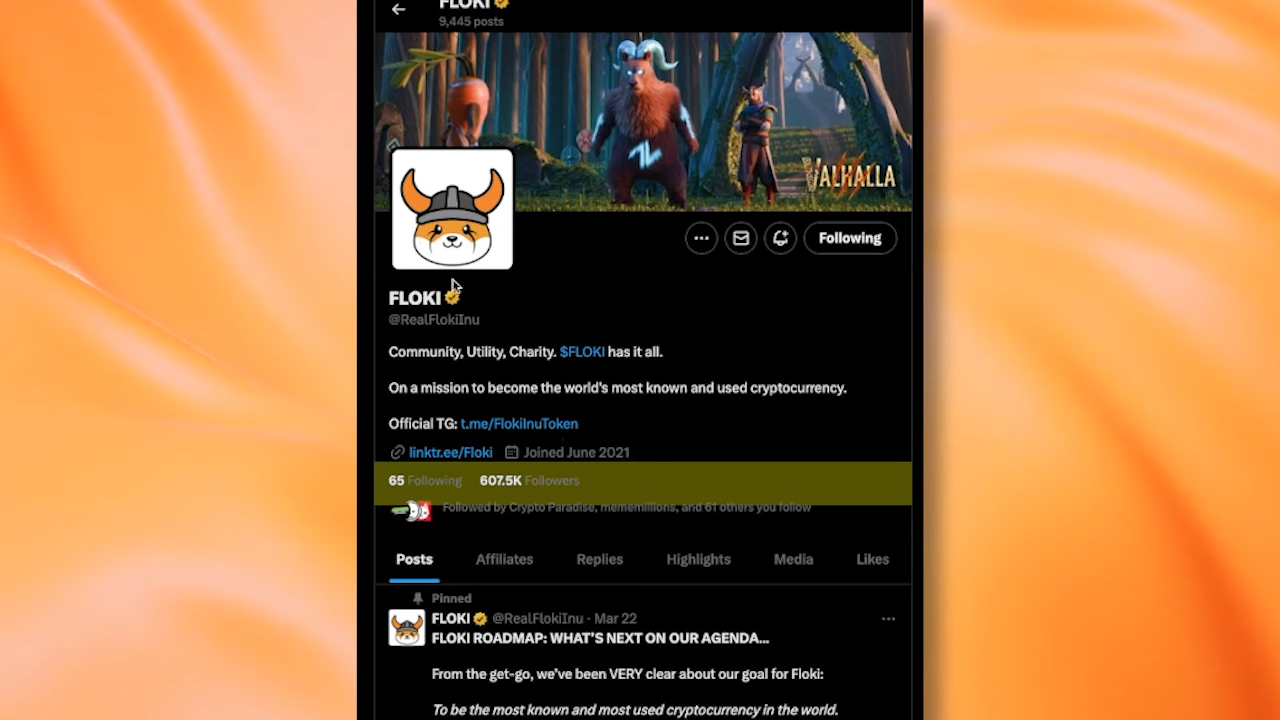 FLOKI
9,445 posts
VALHALLA
Following
FLOKI
@RealFlokiInu
Community, Utility, Charity. $FLOKI has it all.
On a mission to become the world's most known and used cryptocurrency.
Official TG: t.me/FlokiInuToken
linktr.ee/Floki Joined June 2021
65 Following 607.5K Followers
Followed by Crypto Paradise, mememillions, and 61 others you follow
Posts Affiliates Replies Highlights Media Likes
Pinned
FLOKI @RealFlokiInu · Mar 22
FLOKI ROADMAP: WHAT'S NEXT ON OUR AGENDA...
From the get-go, we've been VERY clear about our goal for Floki:
To be the most known and most used cryptocurrency in the world.